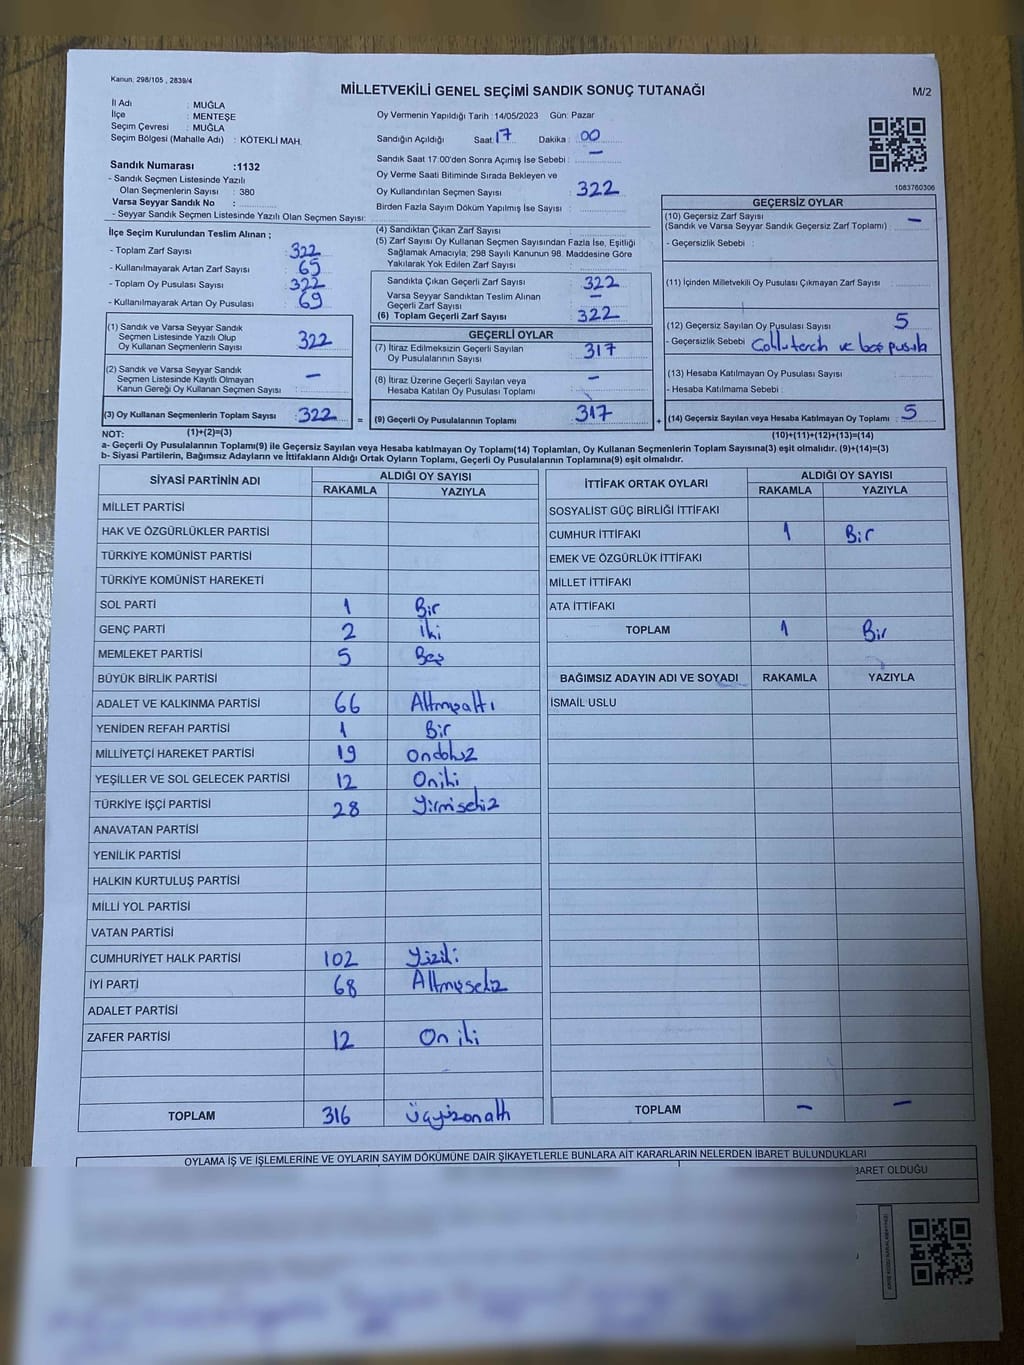 Kanun, 298/105 , 2839/4
MİLLETVEKİLİ GENEL SEÇİMİ SANDIK SONUÇ TUTANAĞI
M/2
İl Adı : MUĞLA
İlçe : MENTEŞE
Seçim Çevresi : MUĞLA
Seçim Bölgesi (Mahalle Adı) : KÖTEKLİ MAH.
Sandık Numarası :1132
- Sandık Seçmen Listesinde Yazılı
Olan Seçmenlerin Sayısı : 380
Varsa Seyyar Sandık No :
- Seyyar Sandık Seçmen Listesinde Yazılı Olan Seçmen Sayısı:
Oy Vermenin Yapıldığı Tarih :14/05/2023 Gün: Pazar
Sandığın Açıldığı Saat: 17 Dakika : 00
Sandık Saat 17:00'den Sonra Açımış İse Sebebi : —
Oy Verme Saati Bitiminde Sırada Bekleyen ve
Oy Kullandırılan Seçmen Sayısı : 322
Birden Fazla Sayım Döküm Yapılmış İse Sayısı :
1083760306
İlçe Seçim Kurulundan Teslim Alınan ;
- Toplam Zarf Sayısı : 322
- Kullanılmayarak Artan Zarf Sayısı : 69
- Toplam Oy Pusulası Sayısı : 322
- Kullanılmayarak Artan Oy Pusulası : 69
(1) Sandık ve Varsa Seyyar Sandık
Seçmen Listesinde Yazılı Olup
Oy Kullanan Seçmenlerin Sayısı : 322
(2) Sandık ve Varsa Seyyar Sandık
Seçmen Listesinde Kayıtlı Olmayan
Kanun Gereği Oy Kullanan Seçmen Sayısı : —
(3) Oy Kullanan Seçmenlerin Toplam Sayısı : 322
(4) Sandıktan Çıkan Zarf Sayısı :
(5) Zarf Sayısı Oy Kullanan Seçmen Sayısından Fazla İse, Eşitliği
Sağlamak Amacıyla, 298 Sayılı Kanunun 98. Maddesine Göre
Yakılarak Yok Edilen Zarf Sayısı :
Sandıkta Çıkan Geçerli Zarf Sayısı : 322
Varsa Seyyar Sandıktan Teslim Alınan
Geçerli Zarf Sayısı : —
(6) Toplam Geçerli Zarf Sayısı : 322
GEÇERLİ OYLAR
(7) İtiraz Edilmeksizin Geçerli Sayılan
Oy Pusulalarının Sayısı : 317
(8) İtiraz Üzerine Geçerli Sayılan veya
Hesaba Katılan Oy Pusulası Toplamı : —
= (9) Geçerli Oy Pusulalarının Toplamı : 317 +
GEÇERSİZ OYLAR
(10) Geçersiz Zarf Sayısı
(Sandık ve Varsa Seyyar Sandık Geçersiz Zarf Toplamı) : —
- Geçersizlik Sebebi :
(11) İçinden Milletvekili Oy Pusulası Çıkmayan Zarf Sayısı :
(12) Geçersiz Sayılan Oy Pusulası Sayısı : 5
- Geçersizlik Sebebi : ve boş pusula
(13) Hesaba Katılmayan Oy Pusulası Sayısı :
- Hesaba Katılmama Sebebi :
(14) Geçersiz Sayılan veya Hesaba Katılmayan Oy Toplamı : 5
NOT: (1)+(2)=(3) (10)+(11)+(12)+(13)=(14)
a- Geçerli Oy Pusulalarının Toplamı(9) ile Geçersiz Sayılan veya Hesaba katılmayan Oy Toplamı(14) Toplamları, Oy Kullanan Seçmenlerin Toplam Sayısına(3) eşit olmalıdır. (9)+(14)=(3)
b- Siyasi Partilerin, Bağımsız Adayların ve İttifakların Aldığı Ortak Oyların Toplamı, Geçerli Oy Pusulalarının Toplamına(9) eşit olmalıdır.
SİYASİ PARTİNİN ADI ALDIĞI OY SAYISI
RAKAMLA YAZIYLA
MİLLET PARTİSİ
HAK VE ÖZGÜRLÜKLER PARTİSİ
TÜRKİYE KOMÜNİST PARTİSİ
TÜRKİYE KOMÜNİST HAREKETİ
SOL PARTİ 1 Bir
GENÇ PARTİ 2 İki
MEMLEKET PARTİSİ 5 Beş
BÜYÜK BİRLİK PARTİSİ
ADALET VE KALKINMA PARTİSİ 66 Altmışaltı
YENİDEN REFAH PARTİSİ 1 Bir
MİLLİYETÇİ HAREKET PARTİSİ 19 Ondokuz
YEŞİLLER VE SOL GELECEK PARTİSİ 12 Oniki
TÜRKİYE İŞÇİ PARTİSİ 28 Yirmisekiz
ANAVATAN PARTİSİ
YENİLİK PARTİSİ
HALKIN KURTULUŞ PARTİSİ
MİLLİ YOL PARTİSİ
VATAN PARTİSİ
CUMHURİYET HALK PARTİSİ 102 Yüziki
İYİ PARTİ 68 Altmışsekiz
ADALET PARTİSİ
ZAFER PARTİSİ 12 On iki
TOPLAM 316 Üçyüzonaltı
İTTİFAK ORTAK OYLARI ALDIĞI OY SAYISI
RAKAMLA YAZIYLA
SOSYALİST GÜÇ BİRLİĞİ İTTİFAKI
CUMHUR İTTİFAKI 1 Bir
EMEK VE ÖZGÜRLÜK İTTİFAKI
MİLLET İTTİFAKI
ATA İTTİFAKI
TOPLAM 1 Bir
BAĞIMSIZ ADAYIN ADI VE SOYADI RAKAMLA YAZIYLA
İSMAİL USLU
TOPLAM — —
OYLAMA İŞ VE İŞLEMLERİNE VE OYLARIN SAYIM DÖKÜMÜNE DAİR ŞİKAYETLERLE BUNLARA AİT KARARLARIN NELERDEN İBARET BULUNDUKLARI
BARET OLDUĞU